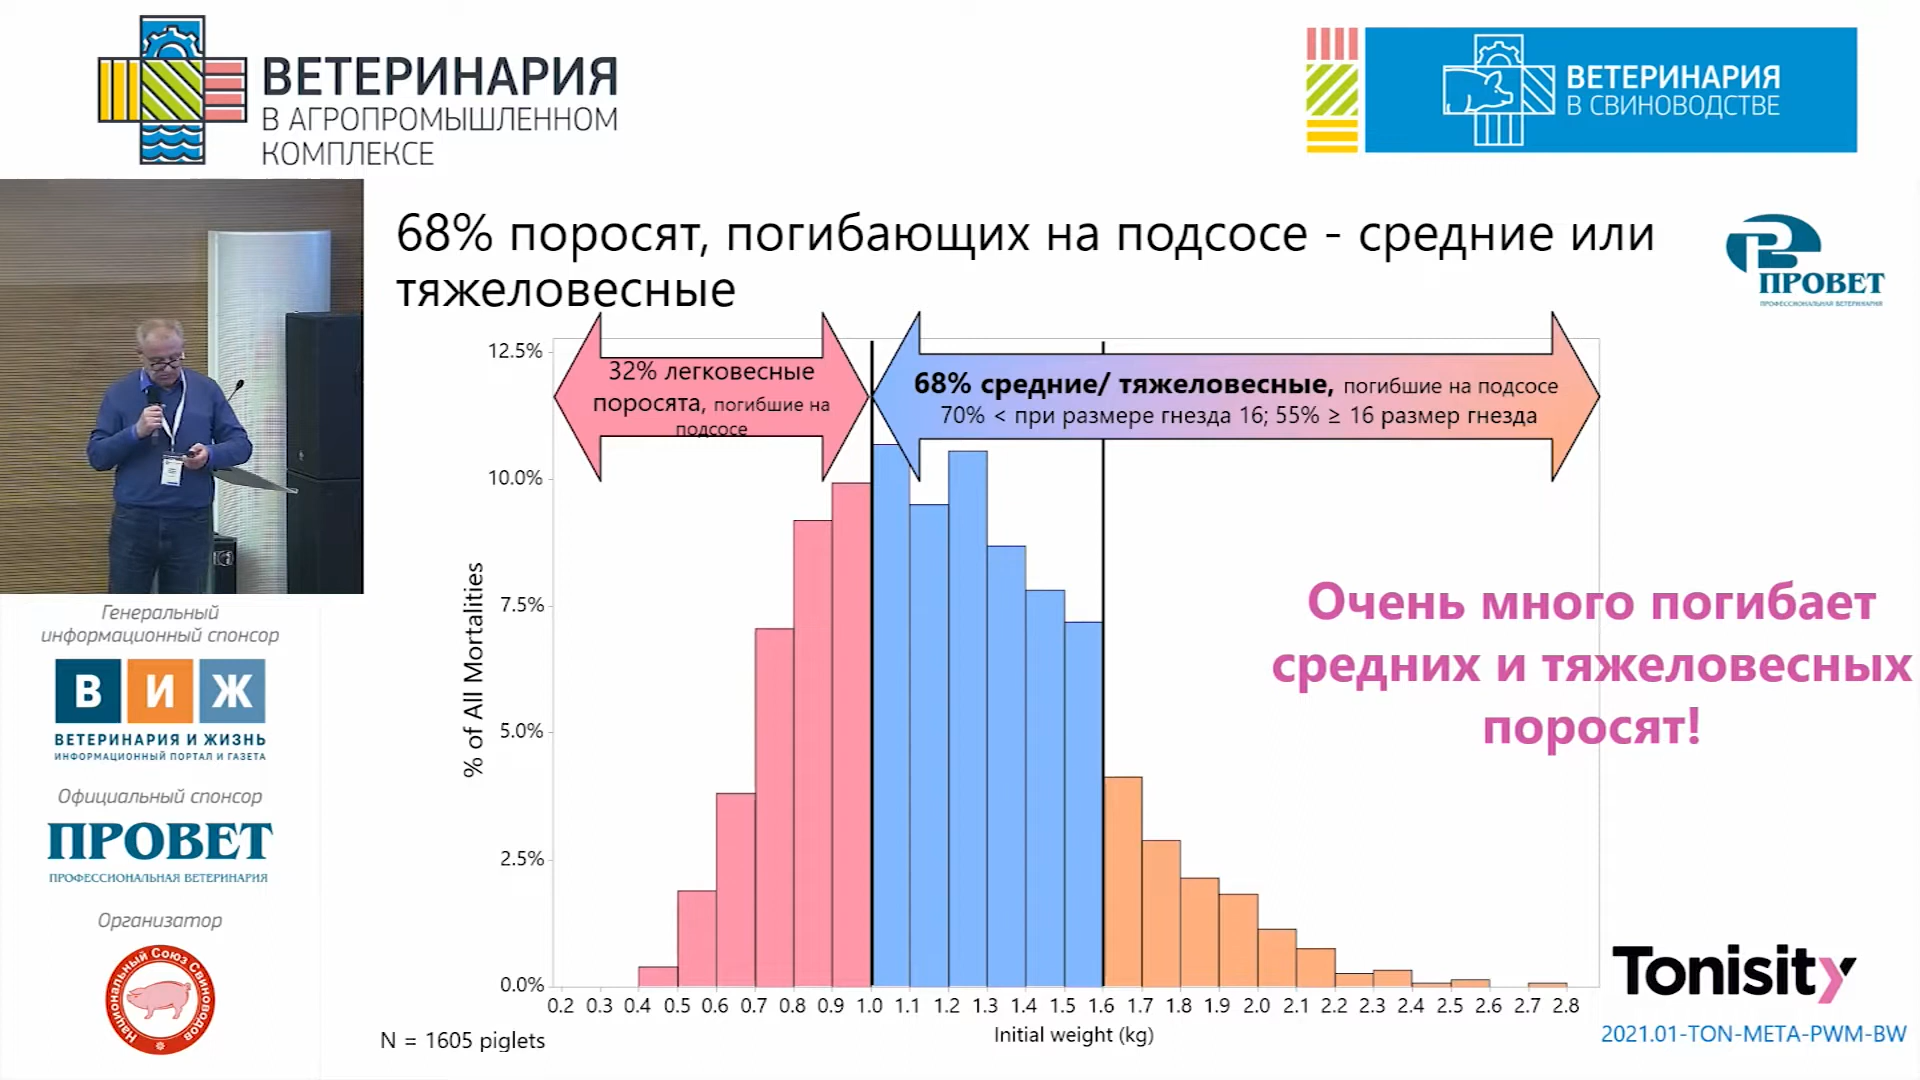 ВЕТЕРИНАРИЯ
В АГРОПРОМЫШЛЕННОМ
КОМПЛЕКСЕ
ВЕТЕРИНАРИЯ
В СВИНОВОДСТВЕ
68% поросят, погибающих на подсосе - средние или
тяжеловесные
ПРОВЕТ
ПРОФЕССИОНАЛЬНАЯ ВЕТЕРИНАРИЯ
32% легковесные
поросята, погибшие на
подсосе
68% средние/ тяжеловесные, погибшие на подсосе
70% < при размере гнезда 16; 55% ≥ 16 размер гнезда
12.5%
10.0%
7.5%
5.0%
2.5%
0.0%
% of All Mortalities
0.2 0.3 0.4 0.5 0.6 0.7 0.8 0.9 1.0 1.1 1.2 1.3 1.4 1.5 1.6 1.7 1.8 1.9 2.0 2.1 2.2 2.3 2.4 2.5 2.6 2.7 2.8
Initial weight (kg)
N = 1605 piglets
Очень много погибает
средних и тяжеловесных
поросят!
Tonisity
2021.01-TON-META-PWM-BW
Генеральный
информационный спонсор
В И Ж
ВЕТЕРИНАРИЯ И ЖИЗНЬ
ИНФОРМАЦИОННЫЙ ПОРТАЛ И ГАЗЕТА
Официальный спонсор
ПРОВЕТ
ПРОФЕССИОНАЛЬНАЯ ВЕТЕРИНАРИЯ
Организатор
Национальный Союз Свиноводов